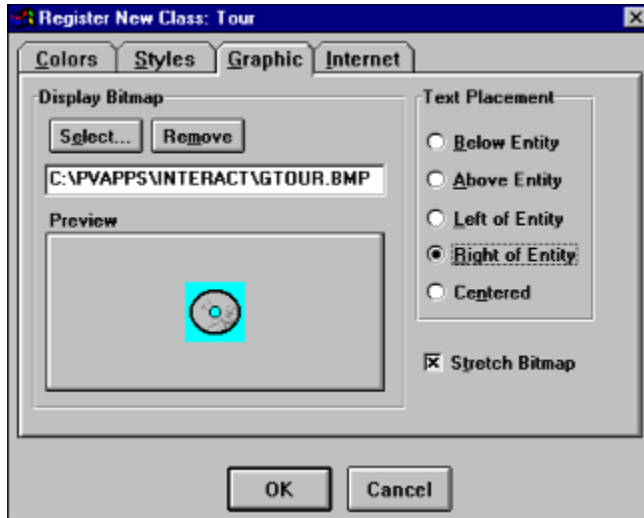 Register New Class: Tour
Colors Styles Graphic Internet
Display Bitmap
Select... Remove
C:\PVAPPS\INTERACT\GTOUR.BMP
Preview
Text Placement
Below Entity
Above Entity
Left of Entity
Right of Entity
Centered
Stretch Bitmap
OK Cancel